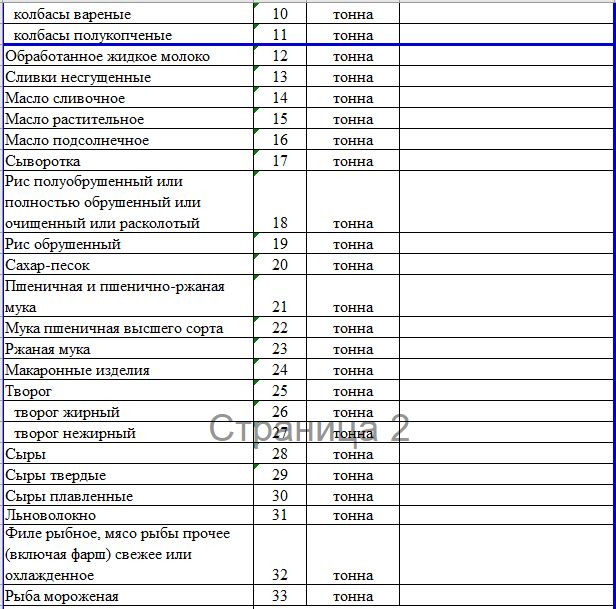 колбасы вареные 10 тонна
колбасы полукопченые 11 тонна
Обработанное жидкое молоко 12 тонна
Сливки несгущенные 13 тонна
Масло сливочное 14 тонна
Масло растительное 15 тонна
Масло подсолнечное 16 тонна
Сыворотка 17 тонна
Рис полуобрушенный или
полностью обрушенный или
очищенный или расколотый 18 тонна
Рис обрушенный 19 тонна
Сахар-песок 20 тонна
Пшеничная и пшенично-ржаная
мука 21 тонна
Мука пшеничная высшего сорта 22 тонна
Ржаная мука 23 тонна
Макаронные изделия 24 тонна
Творог 25 тонна
творог жирный 26 тонна
Страница 2
творог нежирный 27 тонна
Сыры 28 тонна
Сыры твердые 29 тонна
Сыры плавленные 30 тонна
Льноволокно 31 тонна
Филе рыбное, мясо рыбы прочее
(включая фарш) свежее или
охлажденное 32 тонна
Рыба мороженая 33 тонна